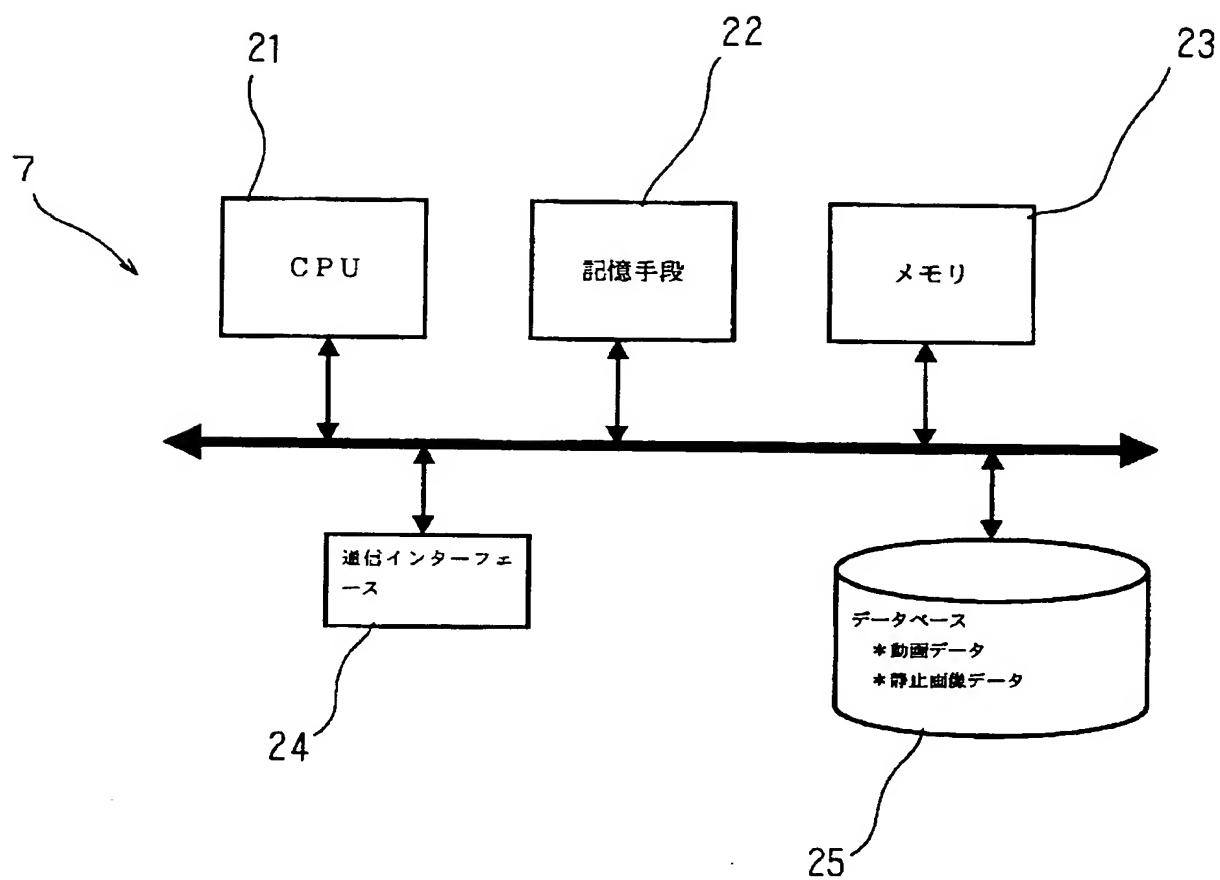 21
22
23
7
CPU
記憶手段
メモリ
通信インターフェ
ース
データベース
*動画データ
*静止画像データ
24
25